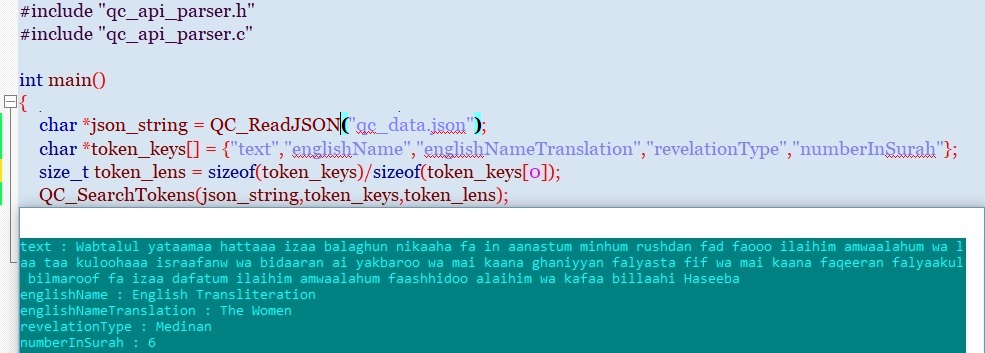 #include "qc_api_parser.h"
#include "qc_api_parser.c"
int main()
{
char *json_string = QC_ReadJSON("qc_data.json");
char *token_keys[] = {"text","englishName","englishNameTranslation","revelationType","numberInSurah"};
size_t token_lens = sizeof(token_keys)/sizeof(token_keys[0]);
QC_SearchTokens(json_string,token_keys,token_lens);
text : Wabtalul yataamaa hattaaa izaa balaghun nikaaha fa in aanastum minhum rushdan fad faooo ilaihim amwaalahum wa l
aa taa kuloohaaa israafanw wa bidaaran ai yakbaroo wa mai kaana ghaniyyan falyasta fif wa mai kaana faqeeran falyaakul
bilmaroof fa izaa dafatum ilaihim amwaalahum faashhidoo alaihim wa kafaa billaahi Haseeba
englishName : English Transliteration
englishNameTranslation : The Women
revelationType : Medinan
numberInSurah : 6